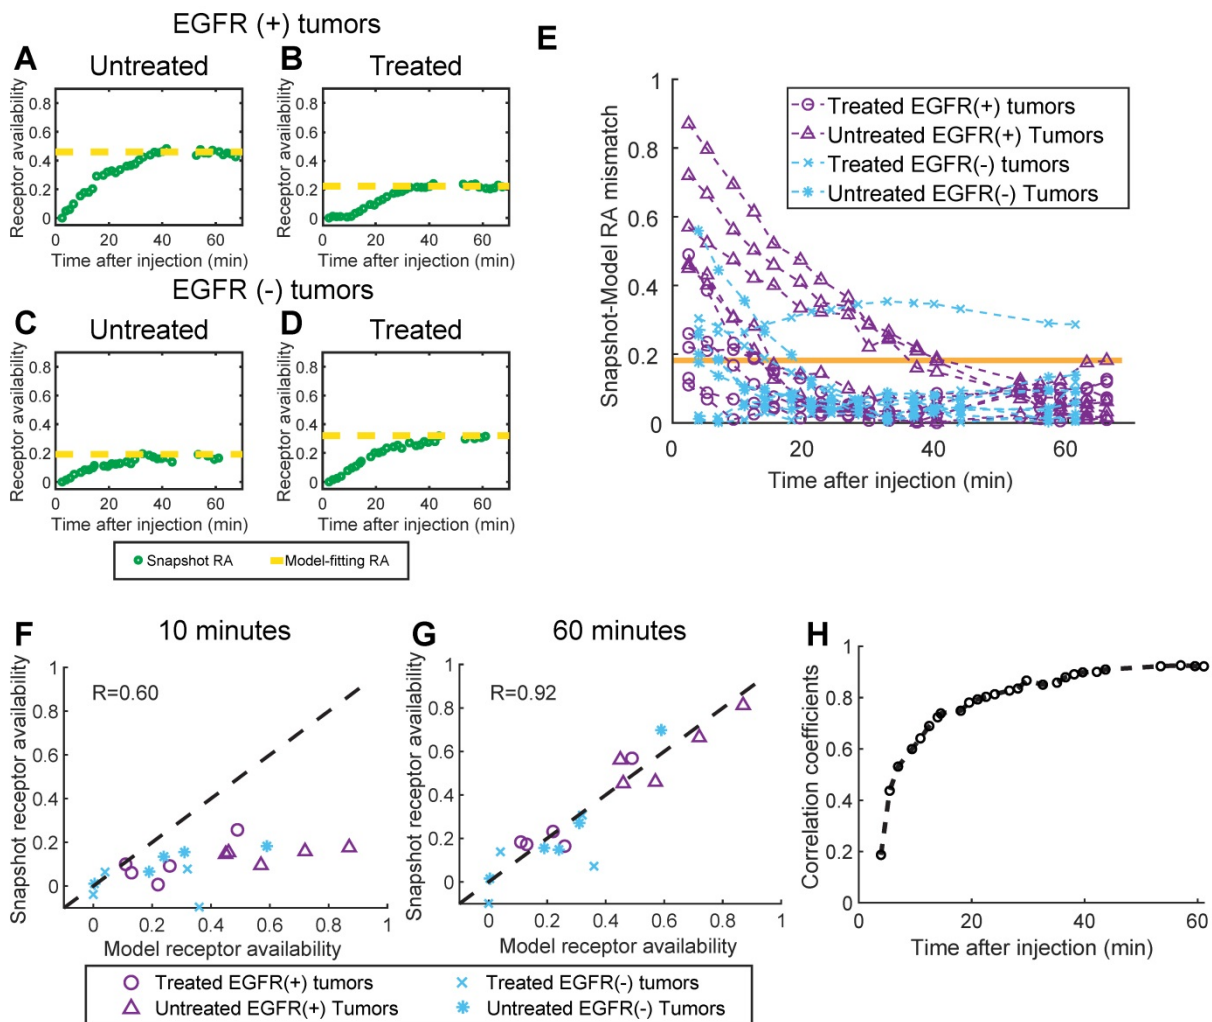 EGFR (+) tumors
A
Untreated
Receptor availability
0.8
0.6
0.4
0.2
0
0 20 40 60
Time after injection (min)
B
Treated
Receptor availability
0.8
0.6
0.4
0.2
0
0 20 40 60
Time after injection (min)
EGFR (-) tumors
C
Untreated
Receptor availability
0.8
0.6
0.4
0.2
0
0 20 40 60
Time after injection (min)
D
Treated
Receptor availability
0.8
0.6
0.4
0.2
0
0 20 40 60
Time after injection (min)
Snapshot RA
Model-fitting RA
E
Snapshot-Model RA mismatch
1
0.8
0.6
0.4
0.2
0
0 20 40 60
Time after injection (min)
Treated EGFR(+) tumors
Untreated EGFR(+) Tumors
Treated EGFR(-) tumors
Untreated EGFR(-) Tumors
F
10 minutes
Snapshot receptor availability
1
0.8
0.6
0.4
0.2
0
R=0.60
0 0.2 0.4 0.6 0.8 1
Model receptor availability
G
60 minutes
Snapshot receptor availability
1
0.8
0.6
0.4
0.2
0
R=0.92
0 0.2 0.4 0.6 0.8 1
Model receptor availability
Treated EGFR(+) tumors
Untreated EGFR(+) Tumors
Treated EGFR(-) tumors
Untreated EGFR(-) Tumors
H
Correlation coefficients
1
0.8
0.6
0.4
0.2
0
0 20 40 60
Time after injection (min)